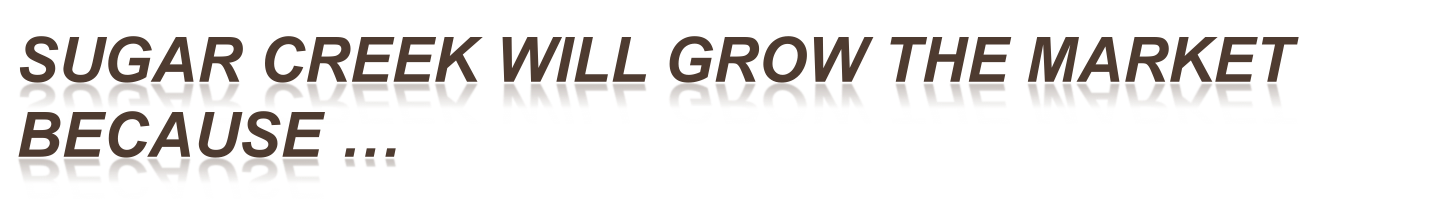 SUGAR CREEK WILL GROW THE MARKET
BECAUSE ...